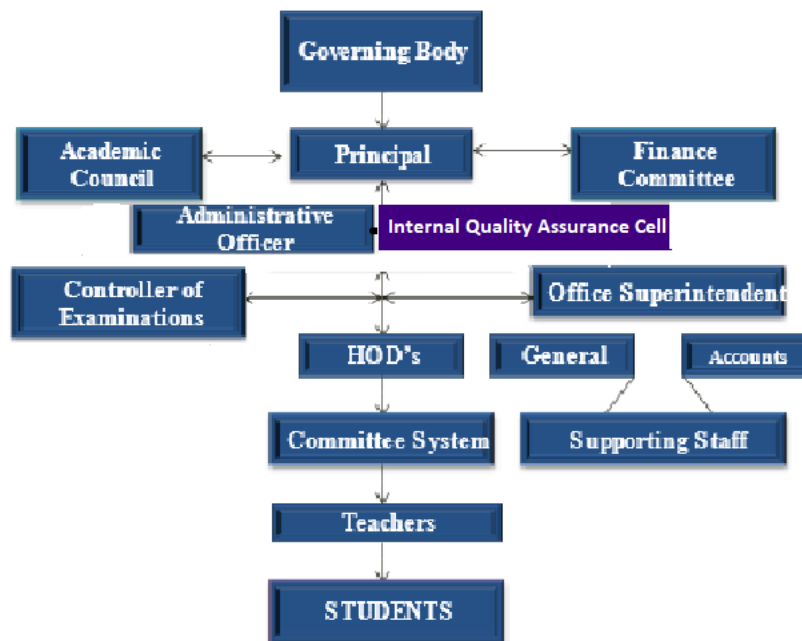 Governing Body
Academic
Council
Principal
Finance
Committee
Administrative
Officer
Internal Quality Assurance Cell
Controller of
Examinations
Office Superintendent
HOD's
General
Accounts
Committee System
Supporting Staff
Teachers
STUDENTS